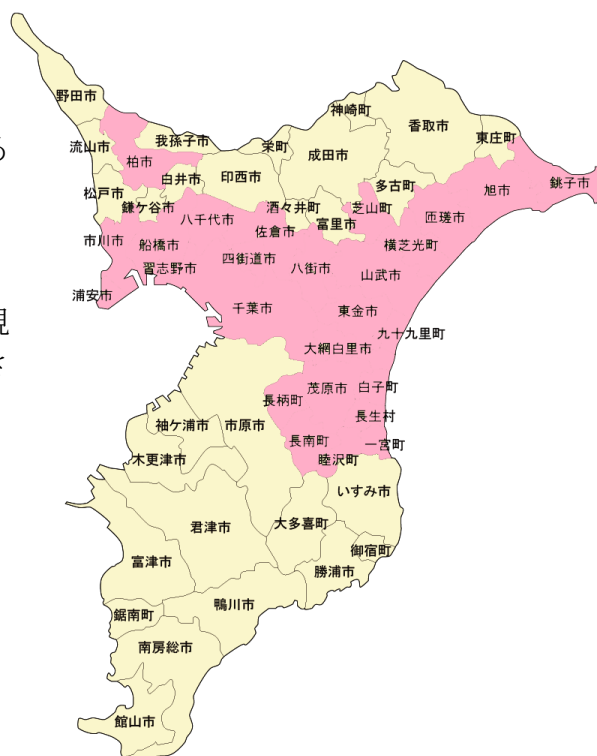 野田市
神崎町
香取市
東庄町
流山市
我孫子市
栄町
成田市
柏市
白井市
印西市
多古町
旭市
銚子市
松戸市
鎌ケ谷市
八千代市
酒々井町
芝山町
匝瑳市
佐倉市
富里市
市川市
船橋市
横芝光町
習志野市
四街道市
八街市
山武市
浦安市
千葉市
東金市
九十九里町
大網白里市
茂原市
白子町
長柄町
長生村
袖ケ浦市
市原市
長南町
一宮町
木更津市
睦沢町
いすみ市
君津市
大多喜町
御宿町
富津市
勝浦市
鴨川市
鋸南町
南房総市
館山市